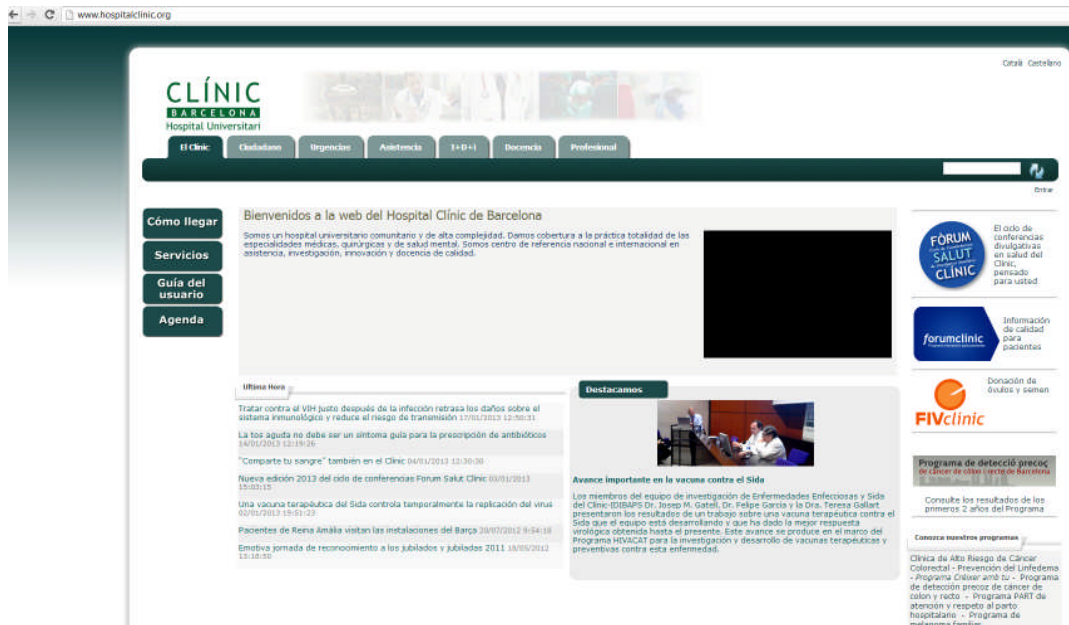 www.hospitalclinic.org
Català Castellano
CLÍNIC
BARCELONA
Hospital Universitari
El Clínic Ciudadano Urgencias Asistencia I+D+i Docencia Profesional
Entrar
Cómo llegar
Servicios
Guía del
usuario
Agenda
Bienvenidos a la web del Hospital Clínic de Barcelona
Somos un hospital universitario comunitario y de alta complejidad. Damos cobertura a la práctica totalidad de las
especialidades médicas, quirúrgicas y de salud mental. Somos centro de referencia nacional e internacional en
asistencia, investigación, innovación y docencia de calidad.
Ultima Hora
Tratar contra el VIH justo después de la infección retrasa los daños sobre el
sistema inmunológico y reduce el riesgo de transmisión 17/01/2013 12:50:31
La tos aguda no debe ser un síntoma guía para la prescripción de antibióticos
14/01/2013 12:19:26
"Comparte tu sangre" también en el Clínic 04/01/2013 12:30:30
Nueva edición 2013 del ciclo de conferencias Forum Salut Clínic 03/01/2013
15:03:15
Una vacuna terapéutica del Sida controla temporalmente la replicación del virus
02/01/2013 19:51:23
Pacientes de Reina Amàlia visitan las instalaciones del Barça 20/07/2012 9:54:18
Emotiva jornada de reconocimiento a los jubilados y jubiladas 2011 18/05/2012
13:18:50
Destacamos
Avance importante en la vacuna contra el Sida
Los miembros del equipo de investigación de Enfermedades Enfecciosas y Sida
del Clínic-IDIBAPS Dr. Josep M. Gatell, Dr. Felipe García y la Dra. Teresa Gallart
presentaron los resultados de un trabajo sobre una vacuna terapéutica contra el
Sida que el equipo está desarrollando y que ha dado la mejor respuesta
virológica obtenida hasta el presente. Este avance se produce en el marco del
Programa HIVACAT para la investigación y desarrollo de vacunas terapéuticas y
preventivas contra esta enfermedad.
FÒRUM
SALUT
CLÍNIC
El ciclo de
conferencias
divulgativas
en salud del
Clínic,
pensado
para usted
forumclínic
Información
de calidad
para
pacientes
FIVclínic
Donación de
óvulos y semen
Programa de detecció precoç
de càncer de còlon i recte de Barcelona
Consulte los resultados de los
primeros 2 años del Programa
Conozca nuestros programas
Clínica de Alto Riesgo de Cáncer
Colorectal - Prevención del Linfedema
- Programa Créixer amb tu - Programa
de detección precoz de cáncer de
colon y recto - Programa PART de
atención y respeto al parto
hospitalario - Programa de
melanoma familiar